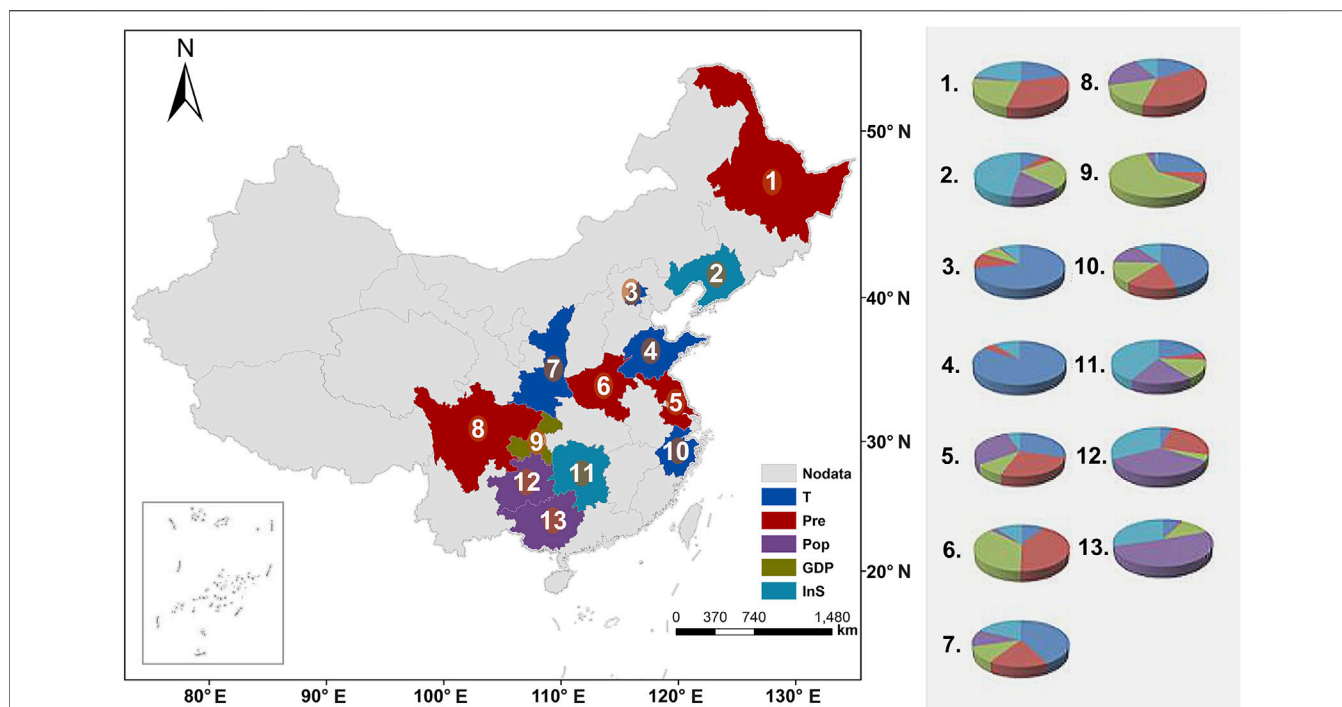 N
50° N
40° N
30° N
20° N
80° E
90° E
100° E
110° E
120° E
130° E
1
2
3
4
5
6
7
8
9
10
11
12
13
Nodata
T
Pre
Pop
GDP
InS
0 370 740 1,480
km
1. 8.
2. 9.
3. 10.
4. 11.
5. 12.
6. 13.
7.